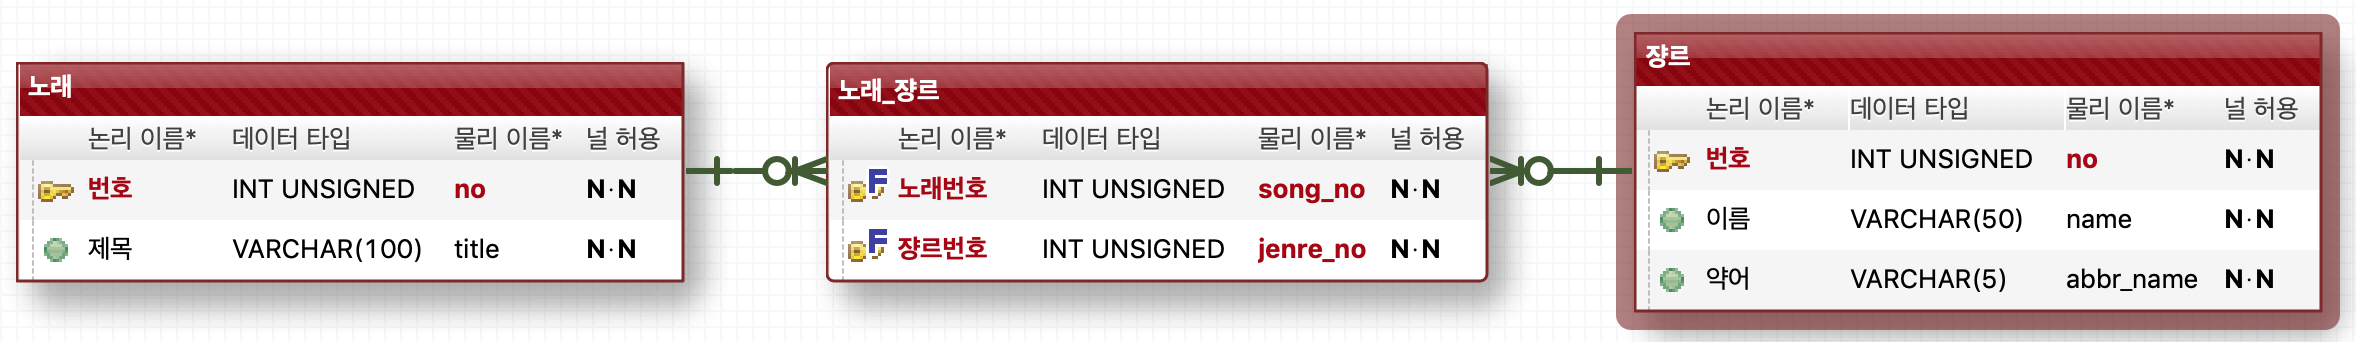 노래
논리 이름* 데이터 타입 물리 이름* 널 허용
번호 INT UNSIGNED no N·N
제목 VARCHAR(100) title N·N
노래_쟝르
논리 이름* 데이터 타입 물리 이름* 널 허용
F 노래번호 INT UNSIGNED song_no N·N
F 쟝르번호 INT UNSIGNED jenre_no N·N
쟝르
논리 이름* 데이터 타입 물리 이름* 널 허용
번호 INT UNSIGNED no N·N
이름 VARCHAR(50) name N·N
약어 VARCHAR(5) abbr_name N·N